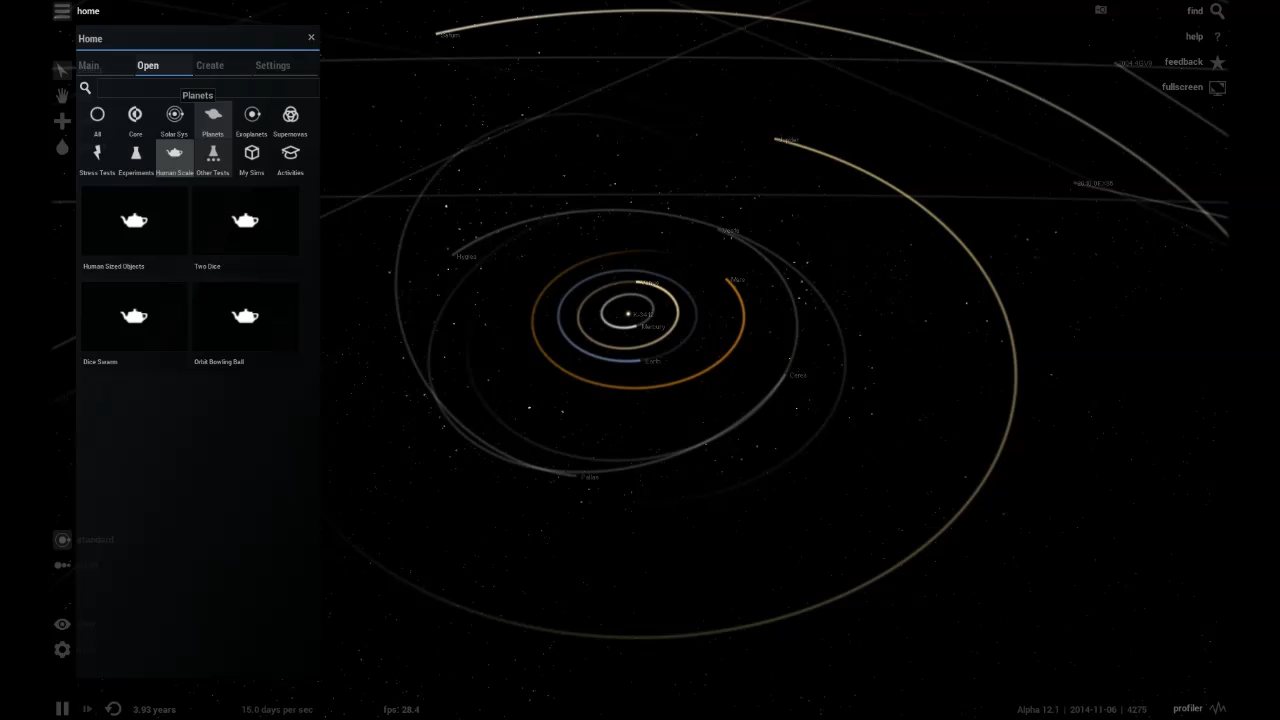 home
find
Home
help
Saturn
Main
Open
Create
Settings
feedback
fullscreen
Planets
All
Core
Solar Sys
Planets
Exoplanets
Supernovas
Stress Tests
Experiments
Human Scale
Other Tests
My Sims
Activities
Vesta
Hygiea
Mars
Human Sized Objects
Two Dice
Mercury
Earth
Dice Swarm
Orbit Bowling Ball
Ceres
Pallas
standard
3.93 years
15.0 days per sec
fps: 28.4
Alpha 12.1 | 2014-11-06 | 4275
profiler